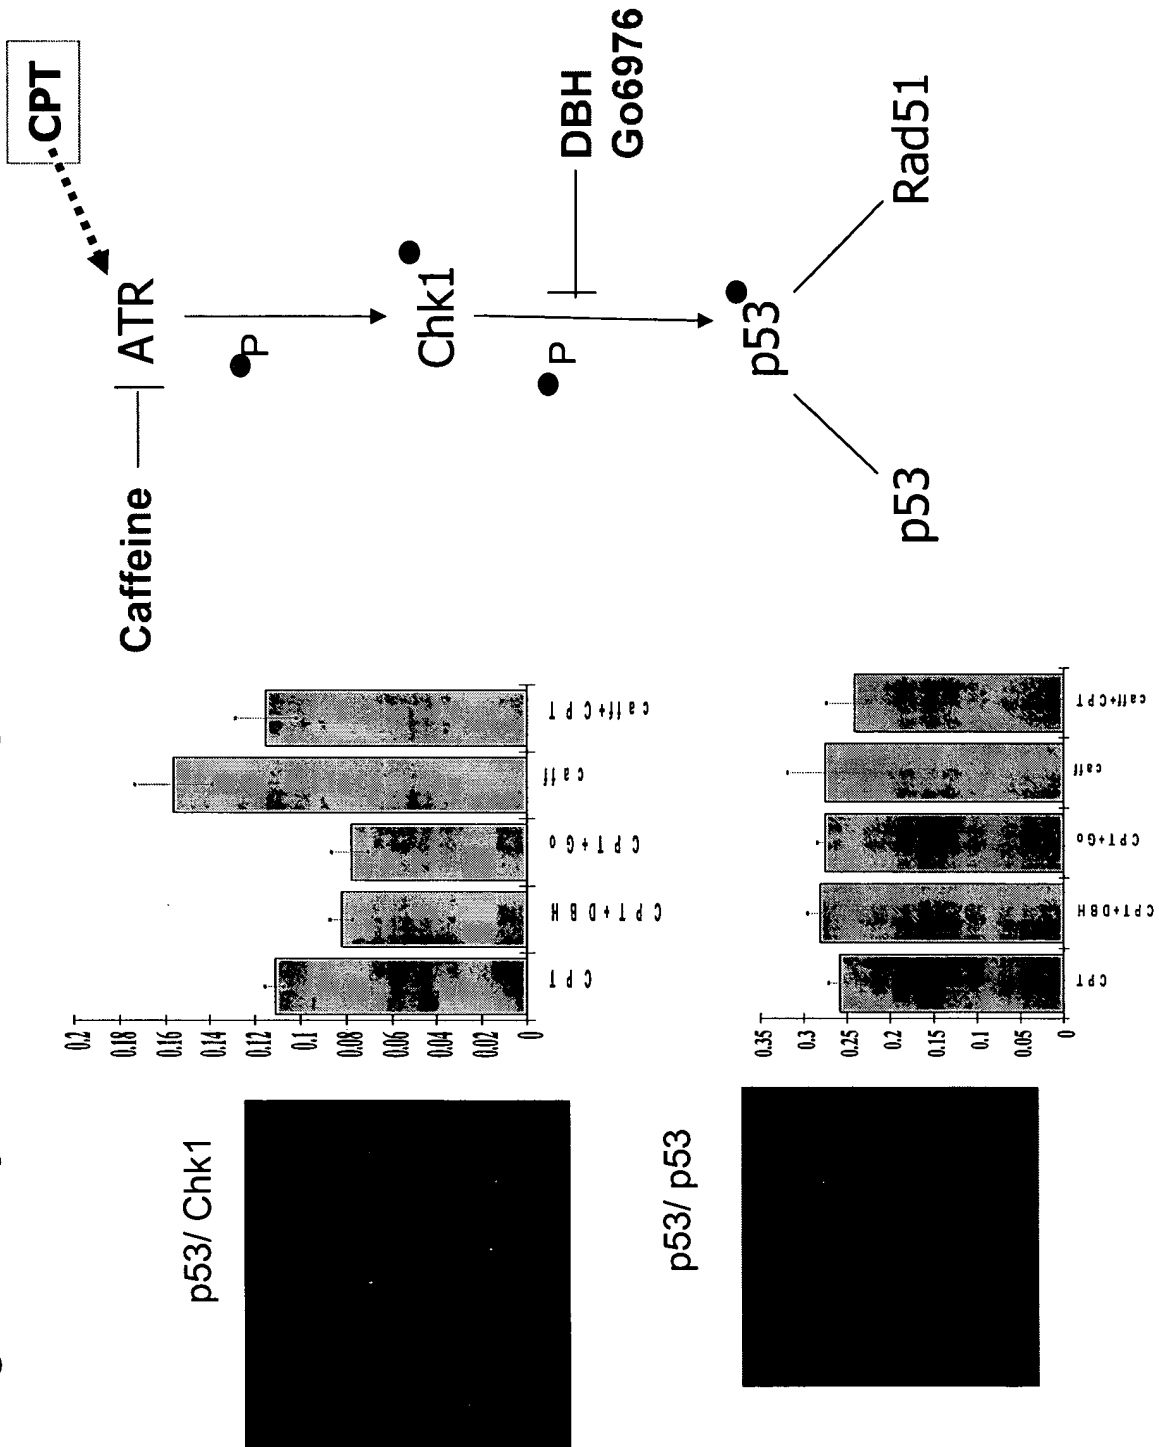 p53/ Chk1
0.2
0.18
0.16
0.14
0.12
0.1
0.08
0.06
0.04
0.02
0
CPT
CPT+DBH
CPT+Go
caff
caff+CPT
p53/ p53
0.35
0.3
0.25
0.2
0.15
0.1
0.05
0
CPT
CPT+DBH
CPT+Go
caff
caff+CPT
CPT
Caffeine
ATR
P
Chk1
P
DBH
Go6976
p53
p53
Rad51